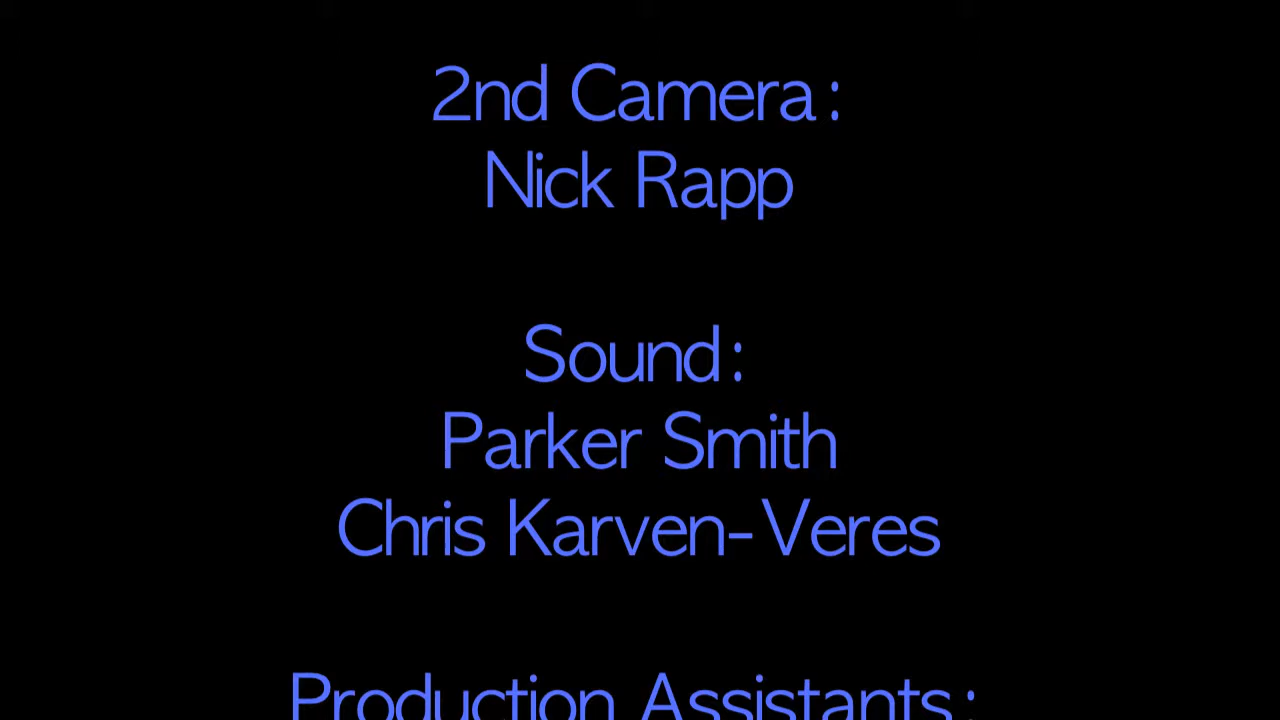 2nd Camera:
Nick Rapp
Sound:
Parker Smith
Chris Karven-Veres
Production Assistants: